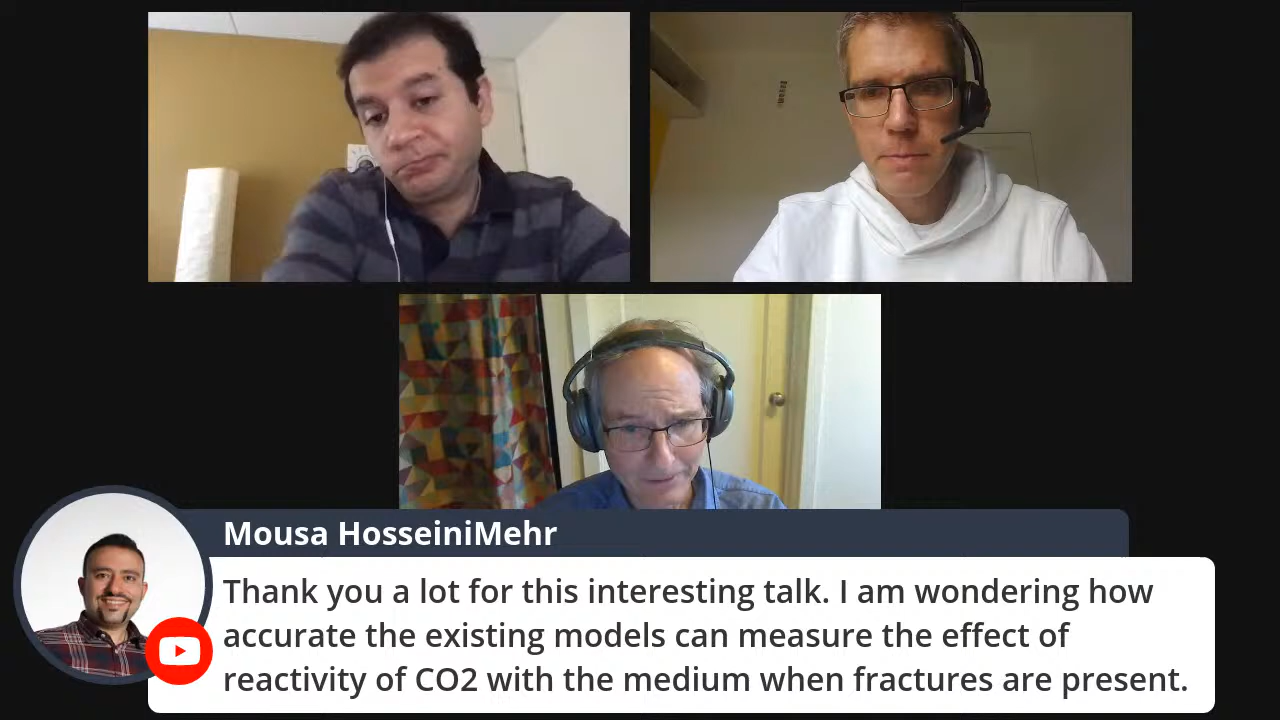 Mousa HosseiniMehr
Thank you a lot for this interesting talk. I am wondering how
accurate the existing models can measure the effect of
reactivity of CO2 with the medium when fractures are present.